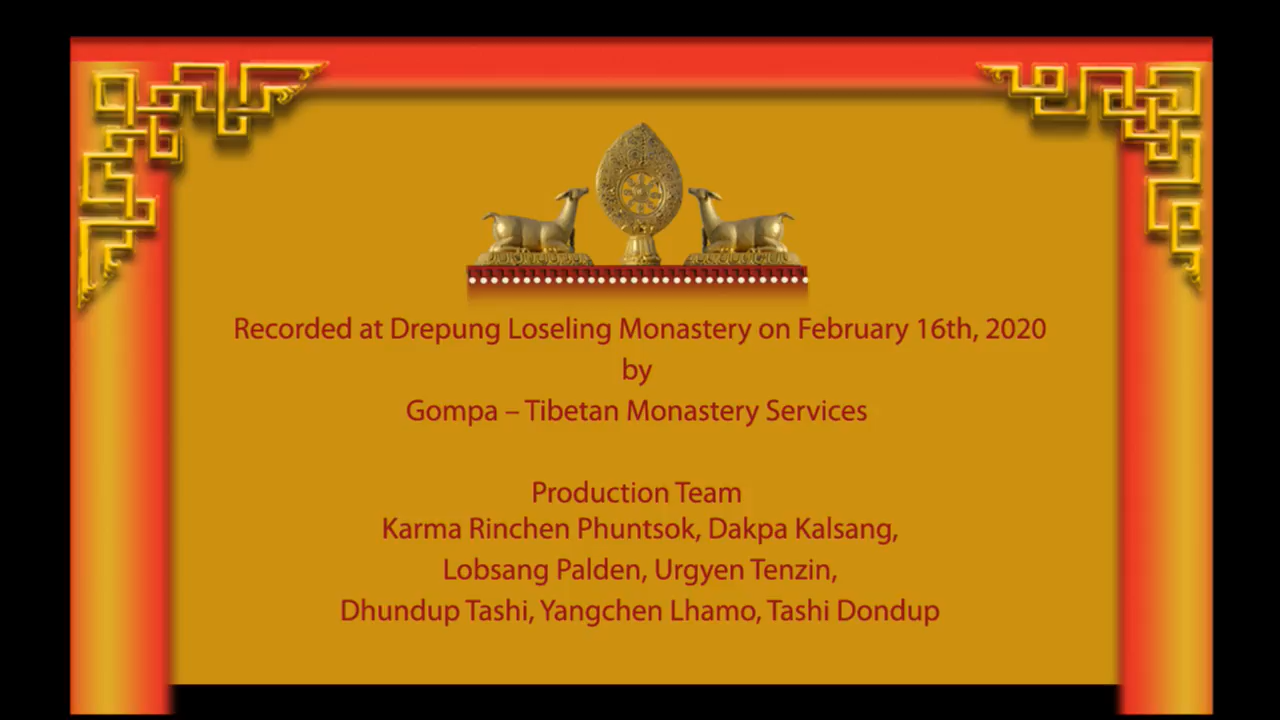 Recorded at Drepung Loseling Monastery on February 16th, 2020
by
Gompa – Tibetan Monastery Services
Production Team
Karma Rinchen Phuntsok, Dakpa Kalsang,
Lobsang Palden, Urgyen Tenzin,
Dhundup Tashi, Yangchen Lhamo, Tashi Dondup